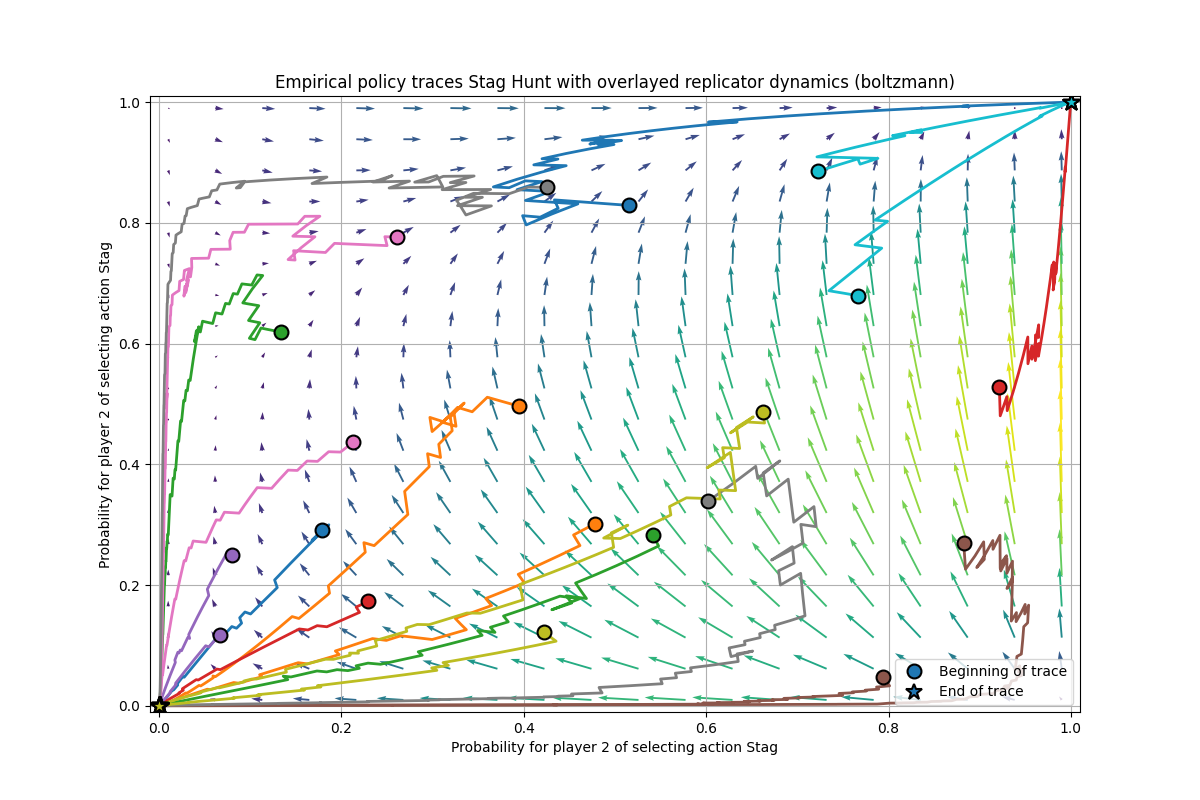 Empirical policy traces Stag Hunt with overlayed replicator dynamics (boltzmann)
Probability for player 2 of selecting action Stag
1.0
0.8
0.6
0.4
0.2
0.0
Beginning of trace
End of trace
0.0 0.2 0.4 0.6 0.8 1.0
Probability for player 2 of selecting action Stag